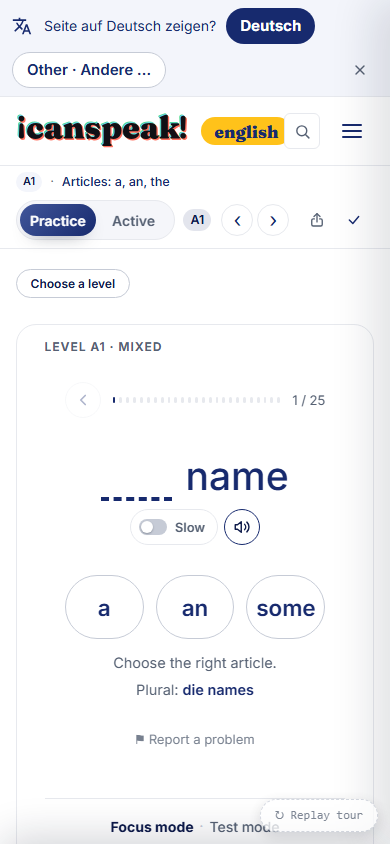 Seite auf Deutsch zeigen? Deutsch
Other · Andere ...
icanspeak! english
A1 · Articles: a, an, the
Practice Active A1
Choose a level
LEVEL A1 · MIXED
1 / 25
_____ name
Slow
a an some
Choose the right article.
Plural: die names
Report a problem
Replay tour
Focus mode · Test mode